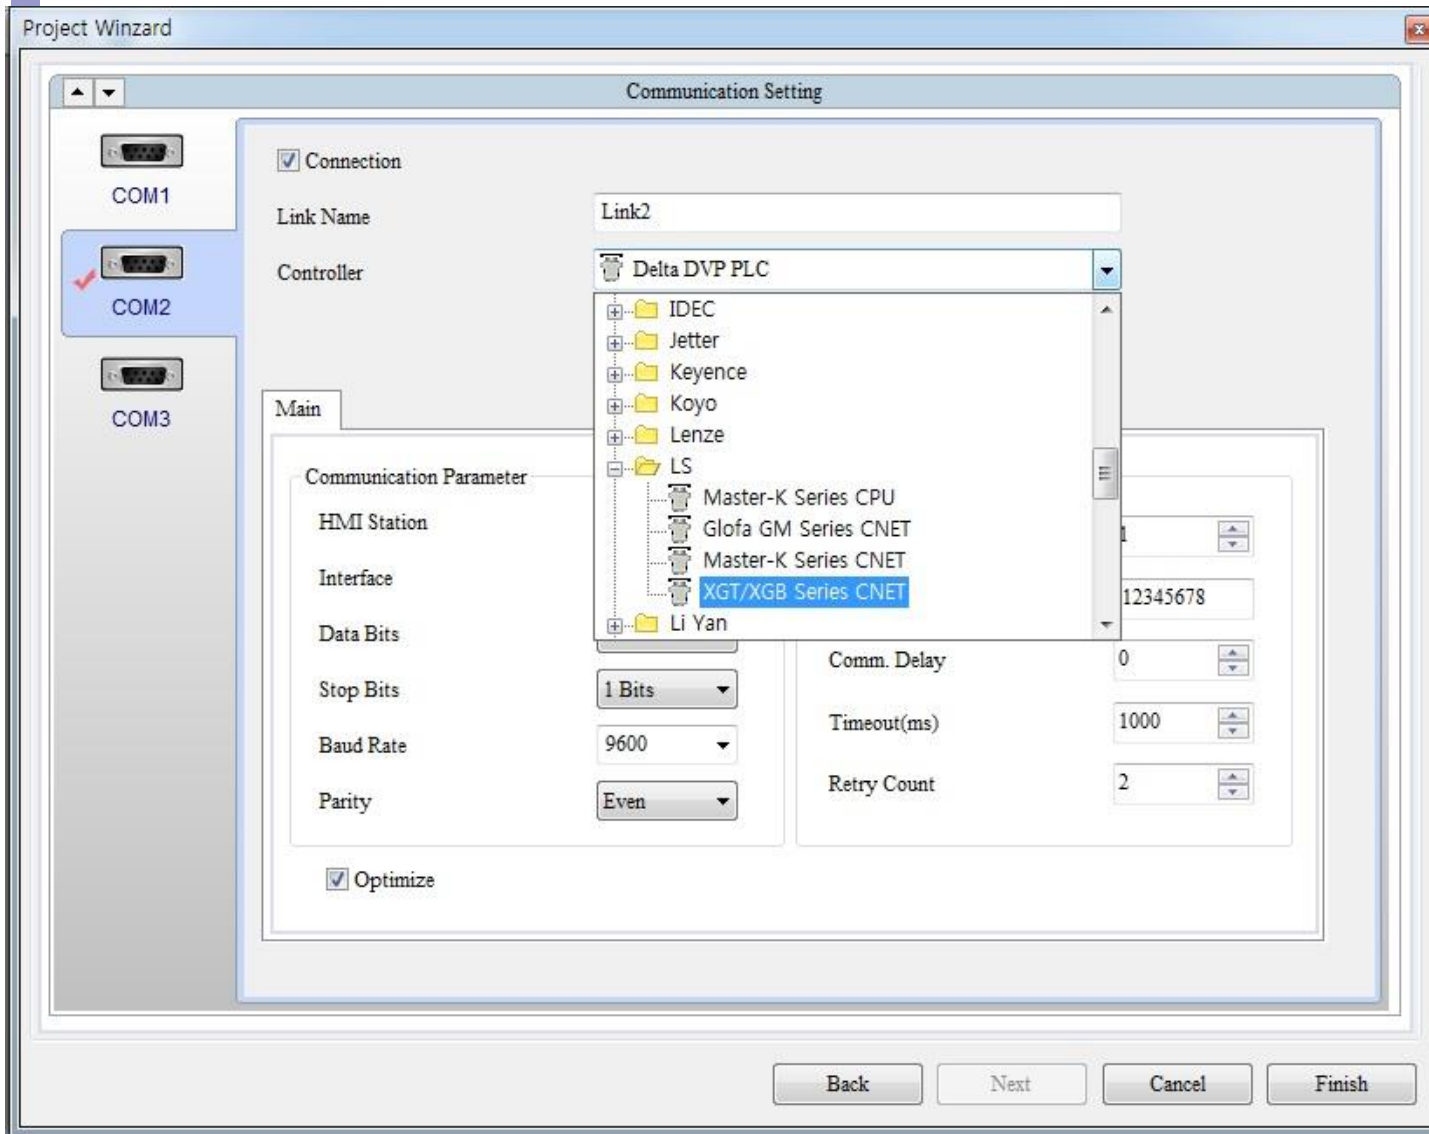 Project Winzard
Communication Setting
COM1
COM2
COM3
Connection
Link Name
Link2
Controller
Delta DVP PLC
IDEC
Jetter
Keyence
Koyo
Lenze
LS
Master-K Series CPU
Glofa GM Series CNET
Master-K Series CNET
XGT/XGB Series CNET
Li Yan
Main
Communication Parameter
HMI Station
Interface
Data Bits
Stop Bits
1 Bits
Baud Rate
9600
Parity
Even
Optimize
1
12345678
Comm. Delay
0
Timeout(ms)
1000
Retry Count
2
Back
Next
Cancel
Finish